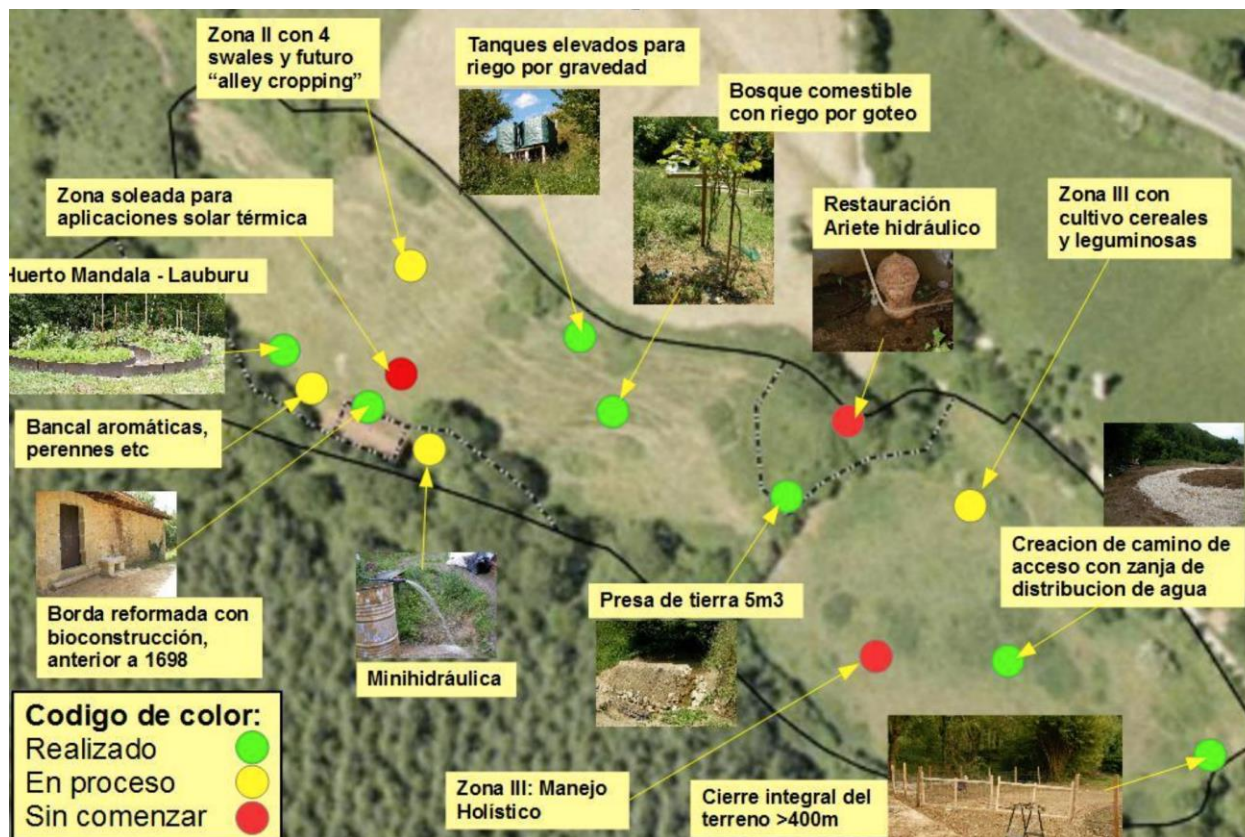 Zona II con 4
swales y futuro
“alley cropping”
Tanques elevados para
riego por gravedad
Bosque comestible
con riego por goteo
Zona soleada para
aplicaciones solar térmica
Restauración
Ariete hidráulico
Zona III con
cultivo cereales
y leguminosas
Huerto Mandala - Lauburu
Bancal aromáticas,
perennes etc
Creacion de camino de
acceso con zanja de
distribucion de agua
Presa de tierra 5m3
Borda reformada con
bioconstrucción,
anterior a 1698
Minihidráulica
Codigo de color:
Realizado
En proceso
Sin comenzar
Zona III: Manejo
Holistico
Cierre integral del
terreno >400m